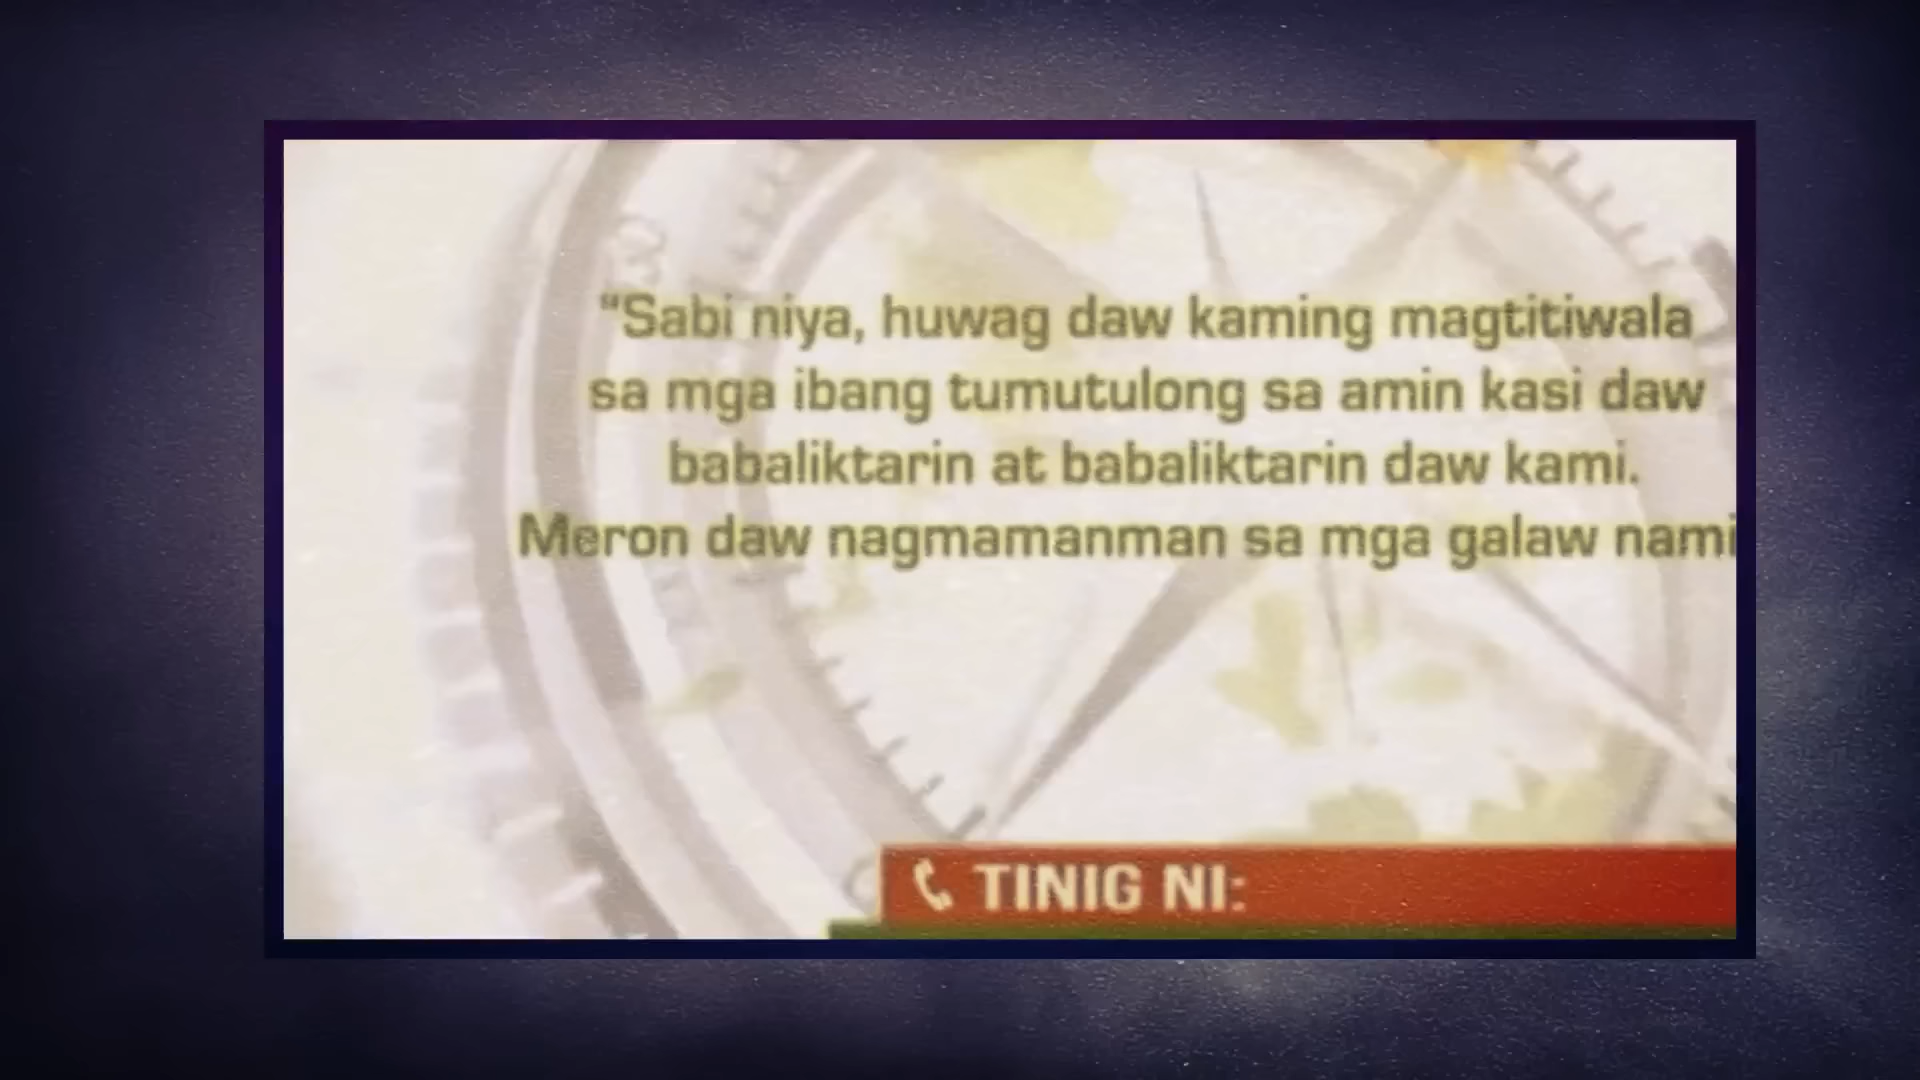 “Sabi niya, huwag daw kaming magtitiwala
sa mga ibang tumutulong sa amin kasi daw
babaliktarin at babaliktarin daw kami.
Meron daw nagmamanman sa mga galaw nami
TINIG NI: